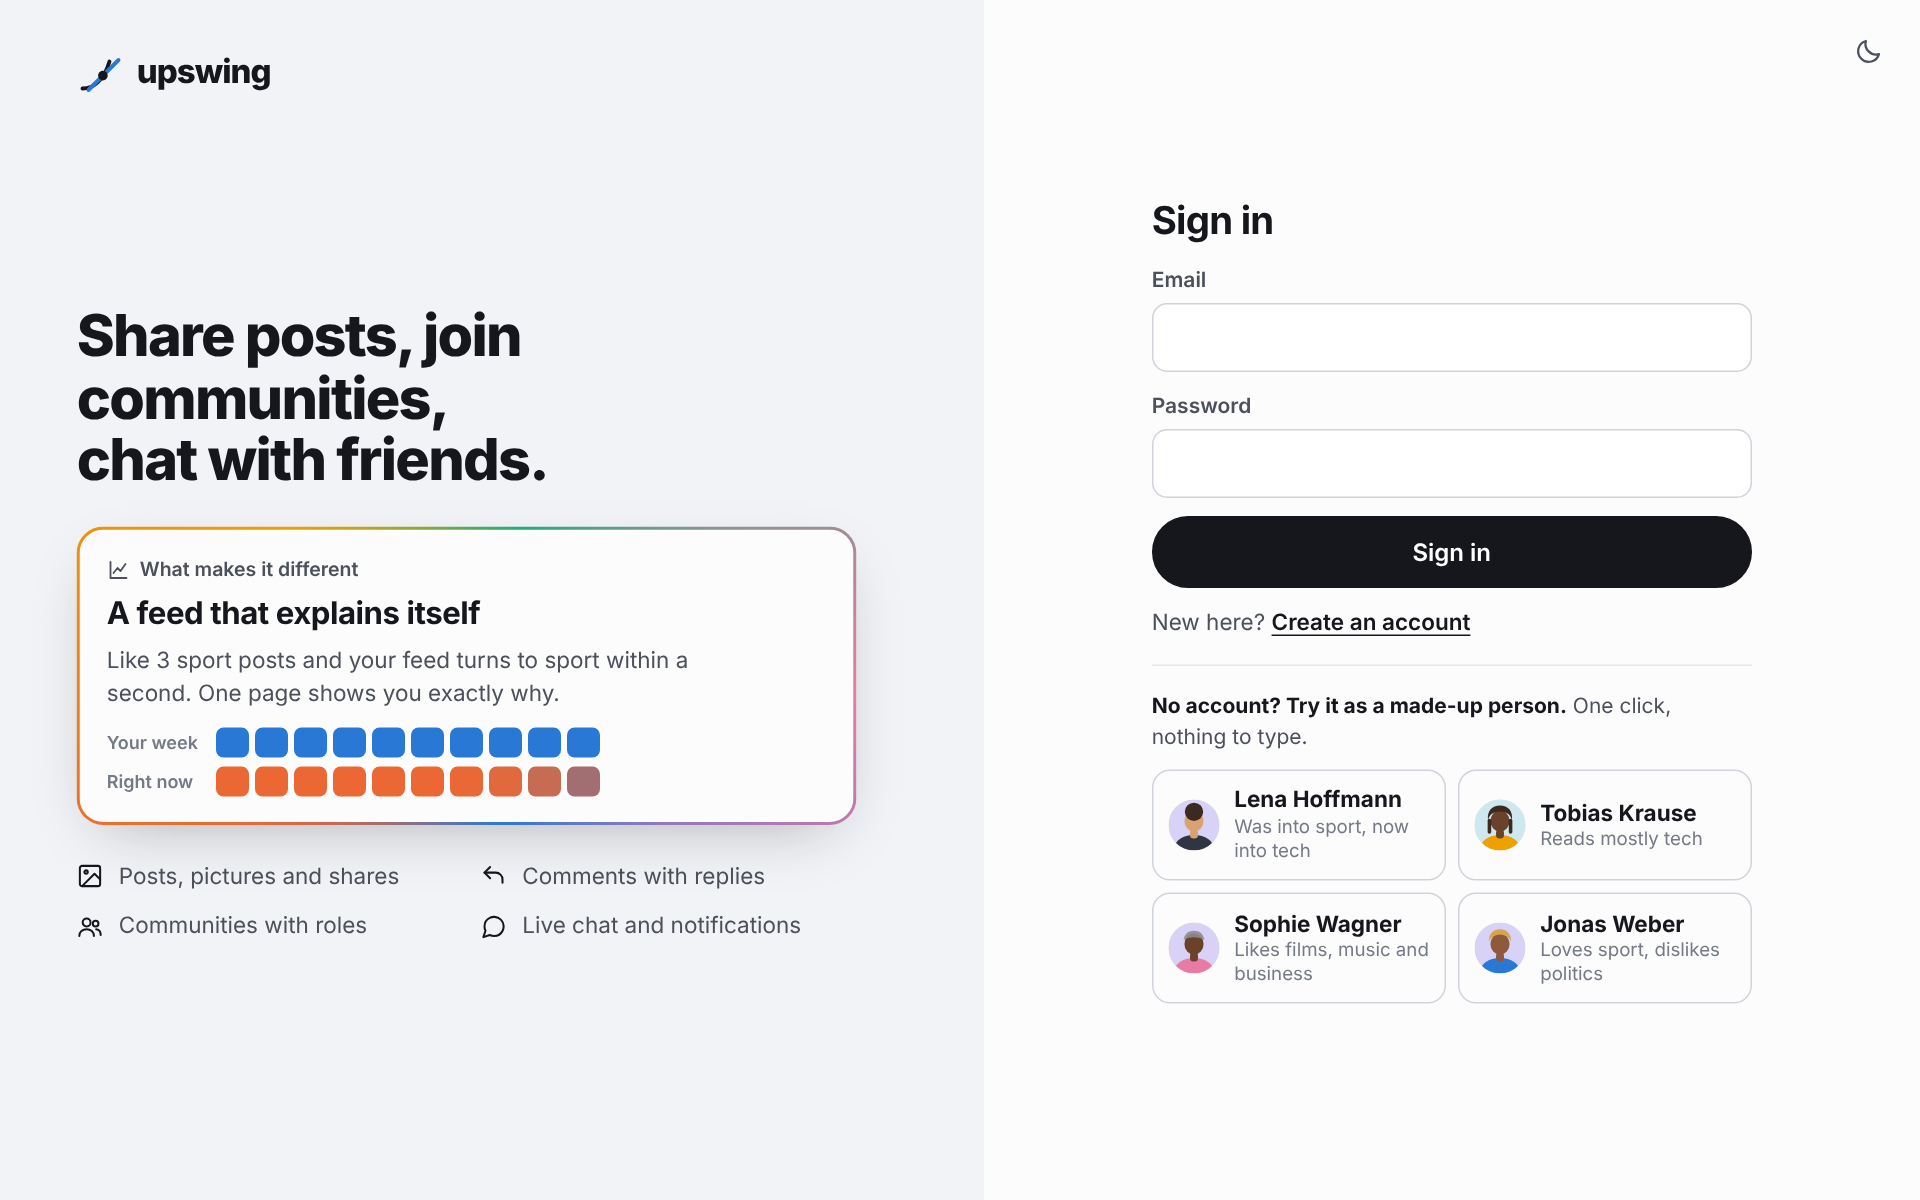 upswing
Share posts, join
communities,
chat with friends.
What makes it different
A feed that explains itself
Like 3 sport posts and your feed turns to sport within a
second. One page shows you exactly why.
Your week
Right now
Posts, pictures and shares
Comments with replies
Communities with roles
Live chat and notifications
Sign in
Email
Password
Sign in
New here? Create an account
No account? Try it as a made-up person. One click,
nothing to type.
Lena Hoffmann
Was into sport, now
into tech
Tobias Krause
Reads mostly tech
Sophie Wagner
Likes films, music and
business
Jonas Weber
Loves sport, dislikes
politics